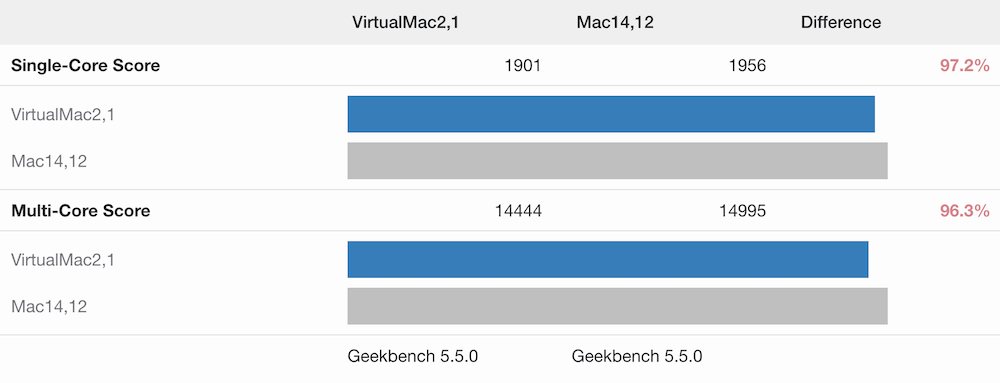 VirtualMac2,1 Mac14,12 Difference
Single-Core Score 1901 1956 97.2%
VirtualMac2,1
Mac14,12
Multi-Core Score 14444 14995 96.3%
VirtualMac2,1
Mac14,12
Geekbench 5.5.0 Geekbench 5.5.0